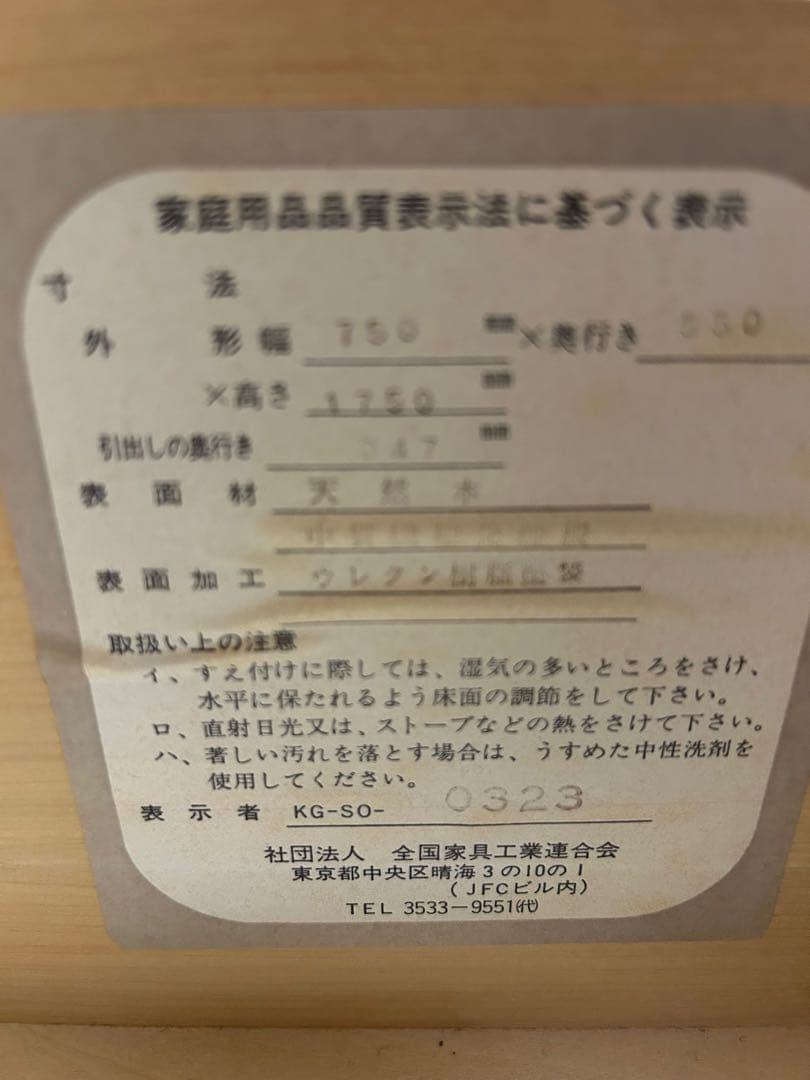 家庭用品品質表示法に基づく表示
寸法
外形幅 750 mm ×奥行き
×高さ 1750 mm
引出しの奥行き mm
表面材 天然木
表面加工 ウレタン樹脂塗装
取扱い上の注意
イ、すえ付けに際しては、湿気の多いところをさけ、
水平に保たれるよう床面の調節をして下さい。
ロ、直射日光又は、ストーブなどの熱をさけて下さい。
ハ、著しい汚れを落とす場合は、うすめた中性洗剤を
使用してください。
表示者 KG-SO- 0323
社団法人 全国家具工業連合会
東京都中央区晴海3の10の1
(JFCビル内)
TEL 3533-9551㈹